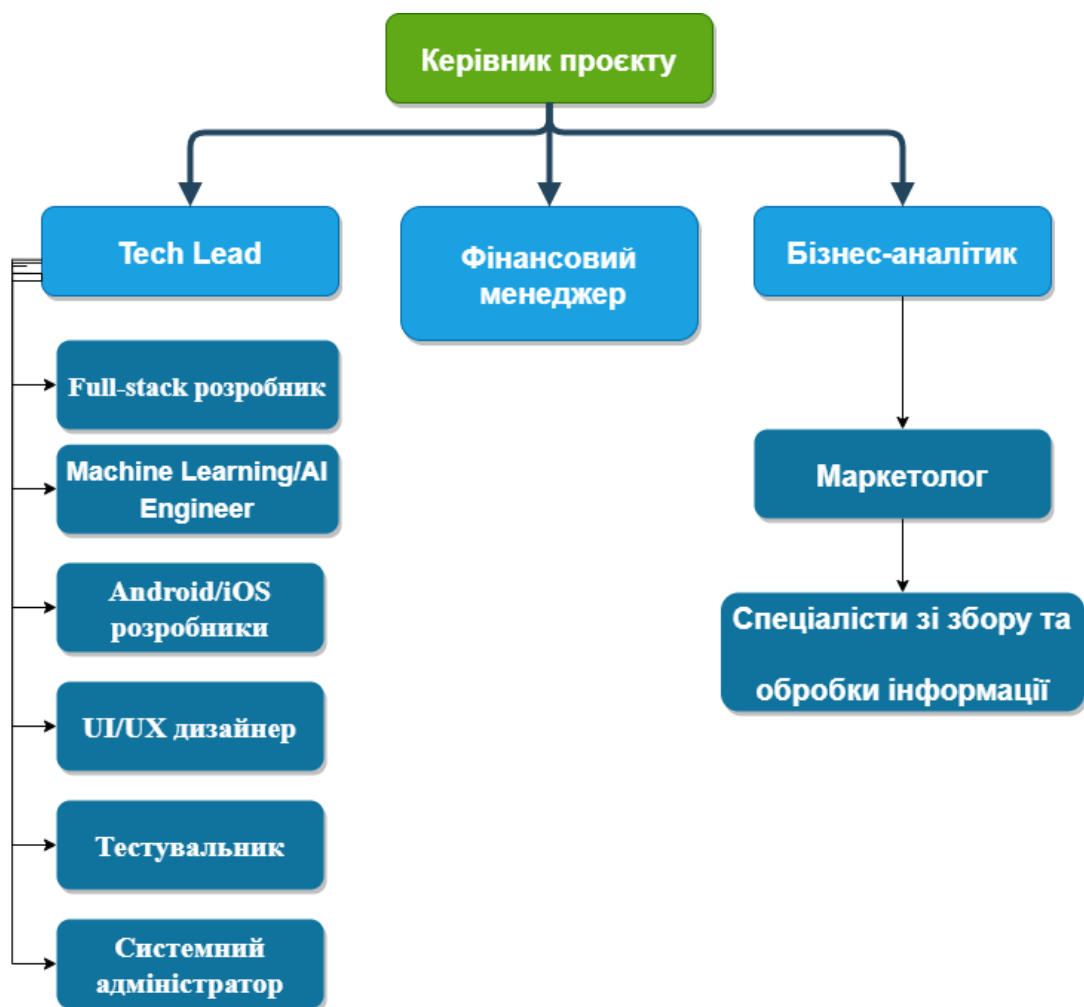 Керівник проєкту
Tech Lead
Фінансовий
менеджер
Бізнес-аналітик
Full-stack розробник
Machine Learning/AI
Engineer
Android/iOS
розробники
UI/UX дизайнер
Тестувальник
Системний
адміністратор
Маркетолог
Спеціалісти зі збору та
обробки інформації